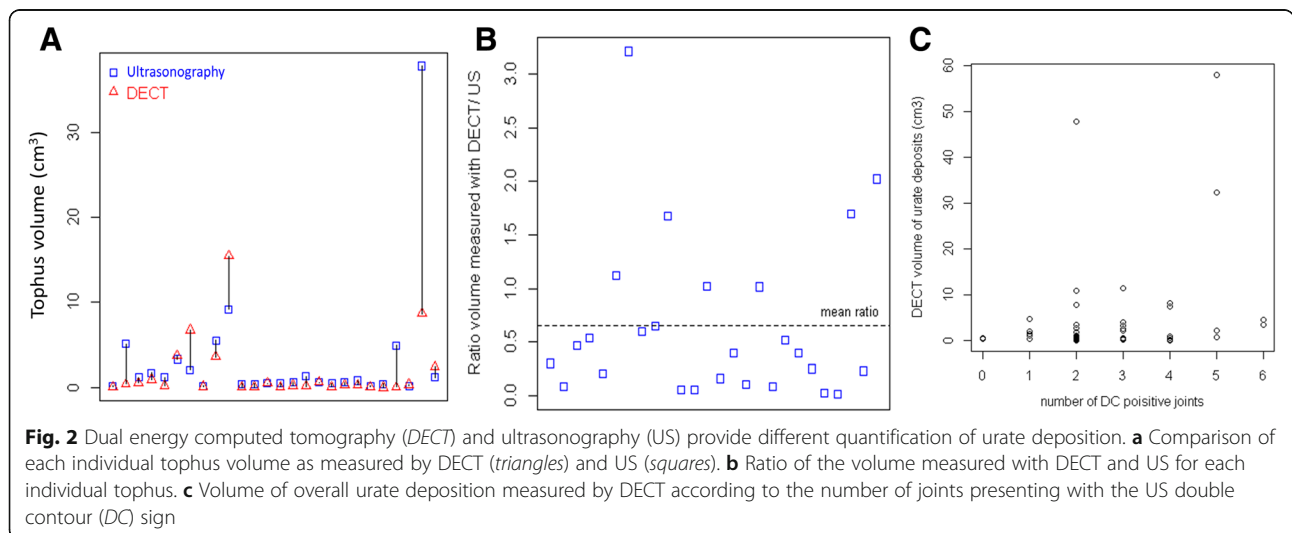 A
B
C
Ultrasonography
DECT
Tophus volume (cm³)
30
20
10
0
Ratio volume measured with DECT/ US
3.0
2.5
2.0
1.5
1.0
0.5
0.0
mean ratio
DECT volume of urate deposits (cm3)
60
50
40
30
20
10
0
0 1 2 3 4 5 6
number of DC poisitive joints
Fig. 2 Dual energy computed tomography (DECT) and ultrasonography (US) provide different quantification of urate deposition. a Comparison of
each individual tophus volume as measured by DECT (triangles) and US (squares). b Ratio of the volume measured with DECT and US for each
individual tophus. c Volume of overall urate deposition measured by DECT according to the number of joints presenting with the US double
contour (DC) sign